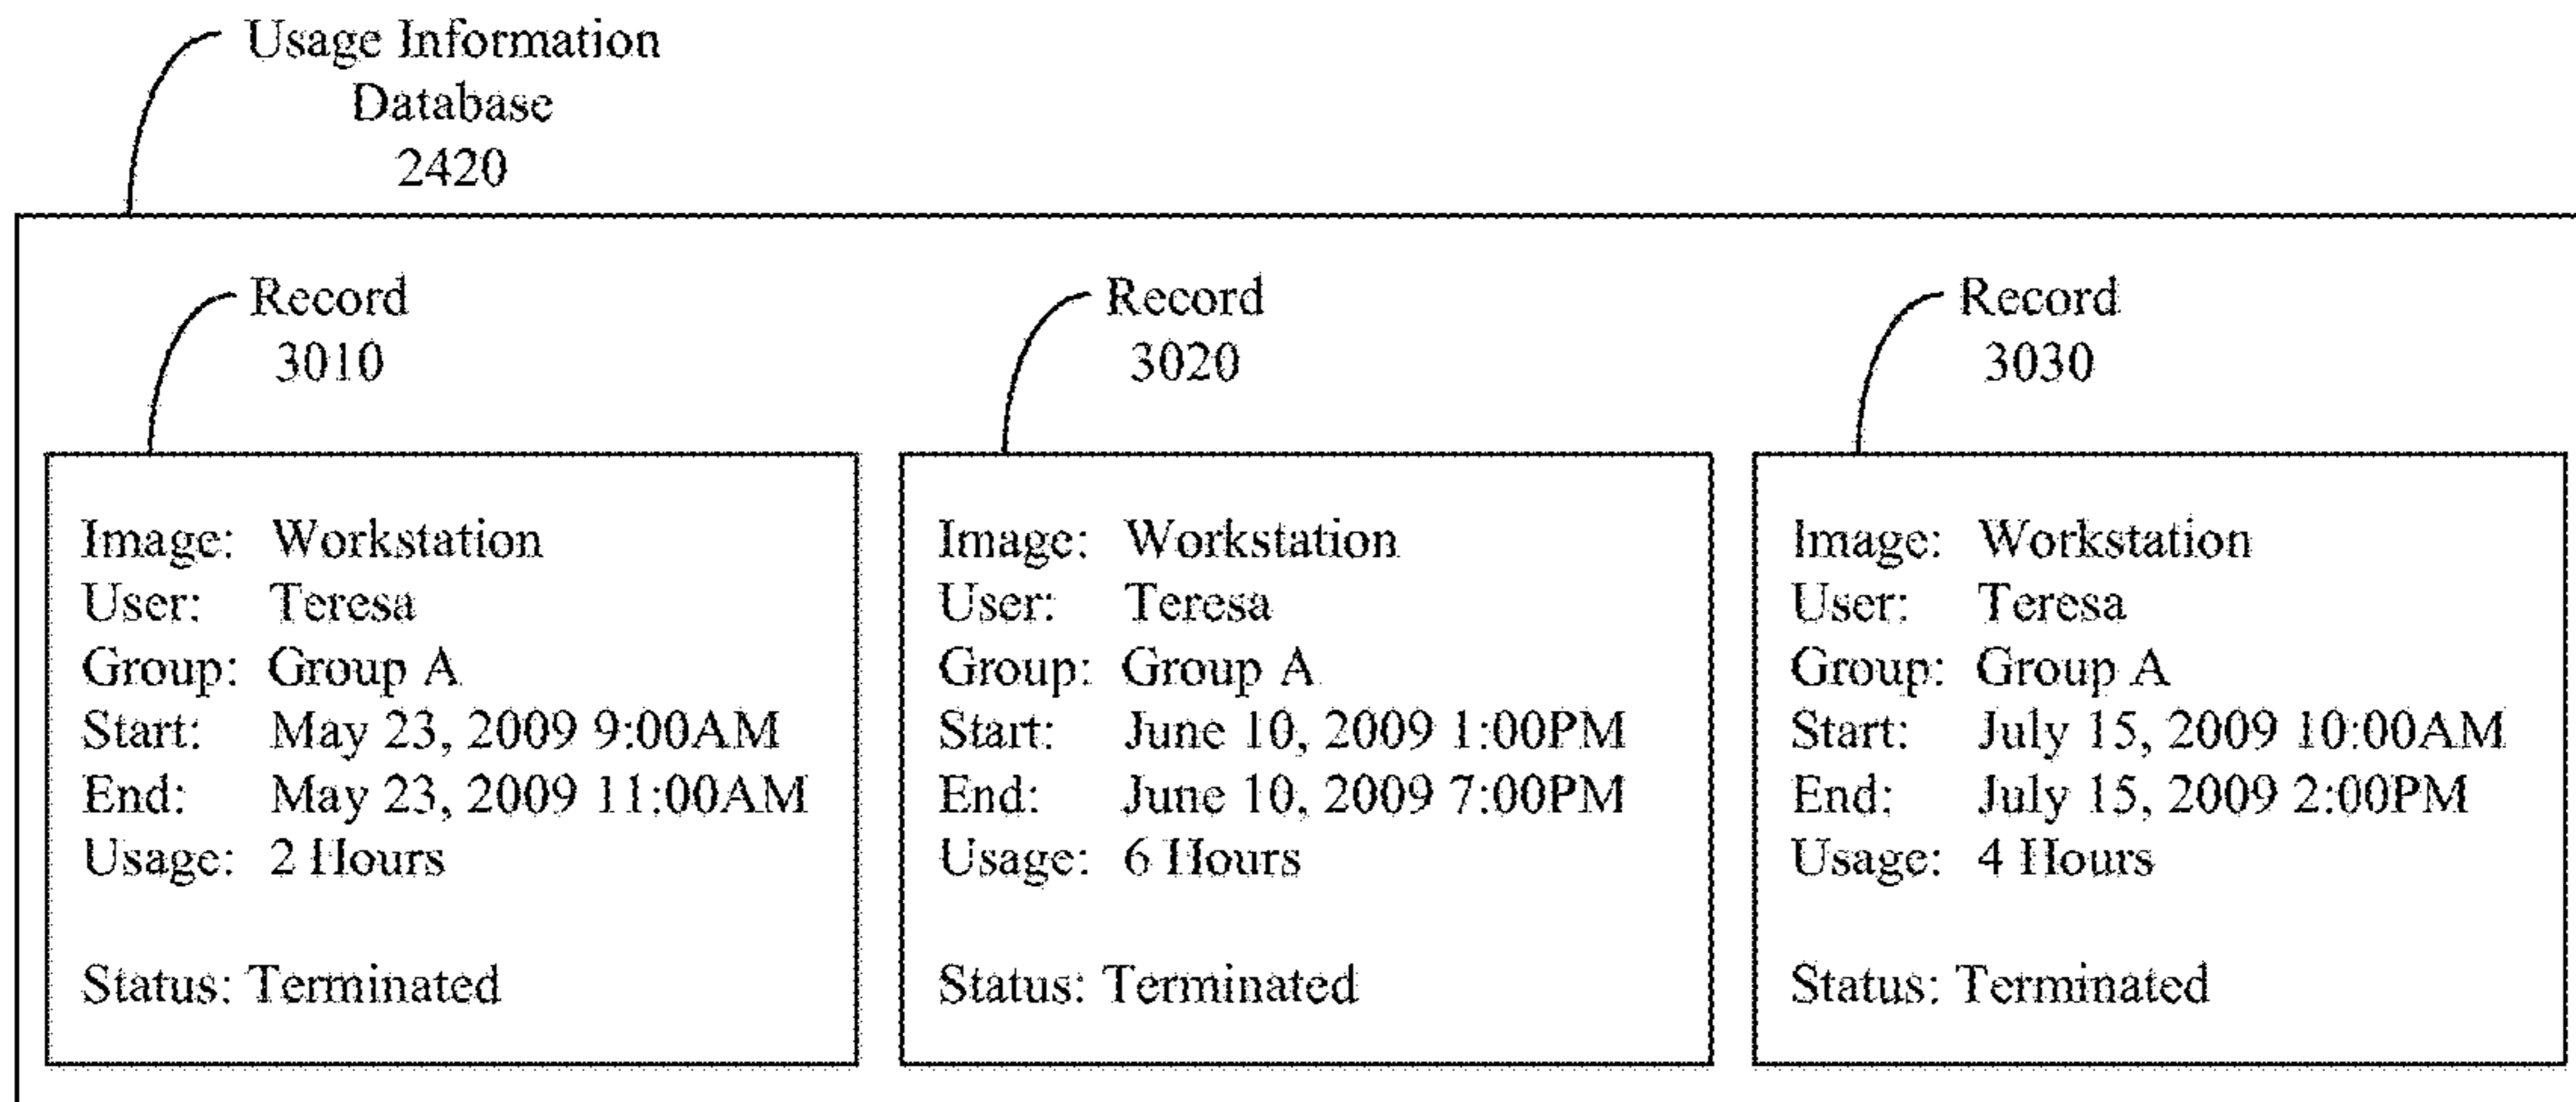 Usage Information
Database
2420
Record
3010
Image: Workstation
User: Teresa
Group: Group A
Start: May 23, 2009 9:00AM
End: May 23, 2009 11:00AM
Usage: 2 Hours
Status: Terminated
Record
3020
Image: Workstation
User: Teresa
Group: Group A
Start: June 10, 2009 1:00PM
End: June 10, 2009 7:00PM
Usage: 6 Hours
Status: Terminated
Record
3030
Image: Workstation
User: Teresa
Group: Group A
Start: July 15, 2009 10:00AM
End: July 15, 2009 2:00PM
Usage: 4 Hours
Status: Terminated